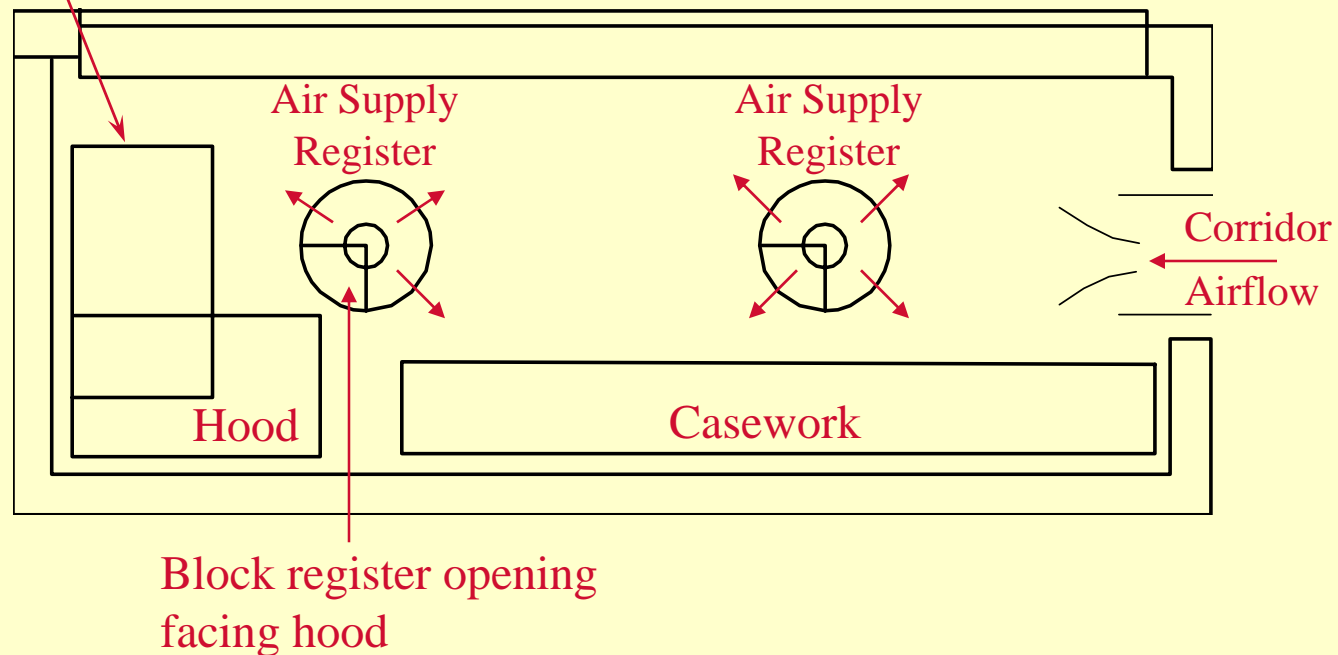 Air Supply
Register
Air Supply
Register
Corridor
Airflow
Hood
Casework
Block register opening
facing hood